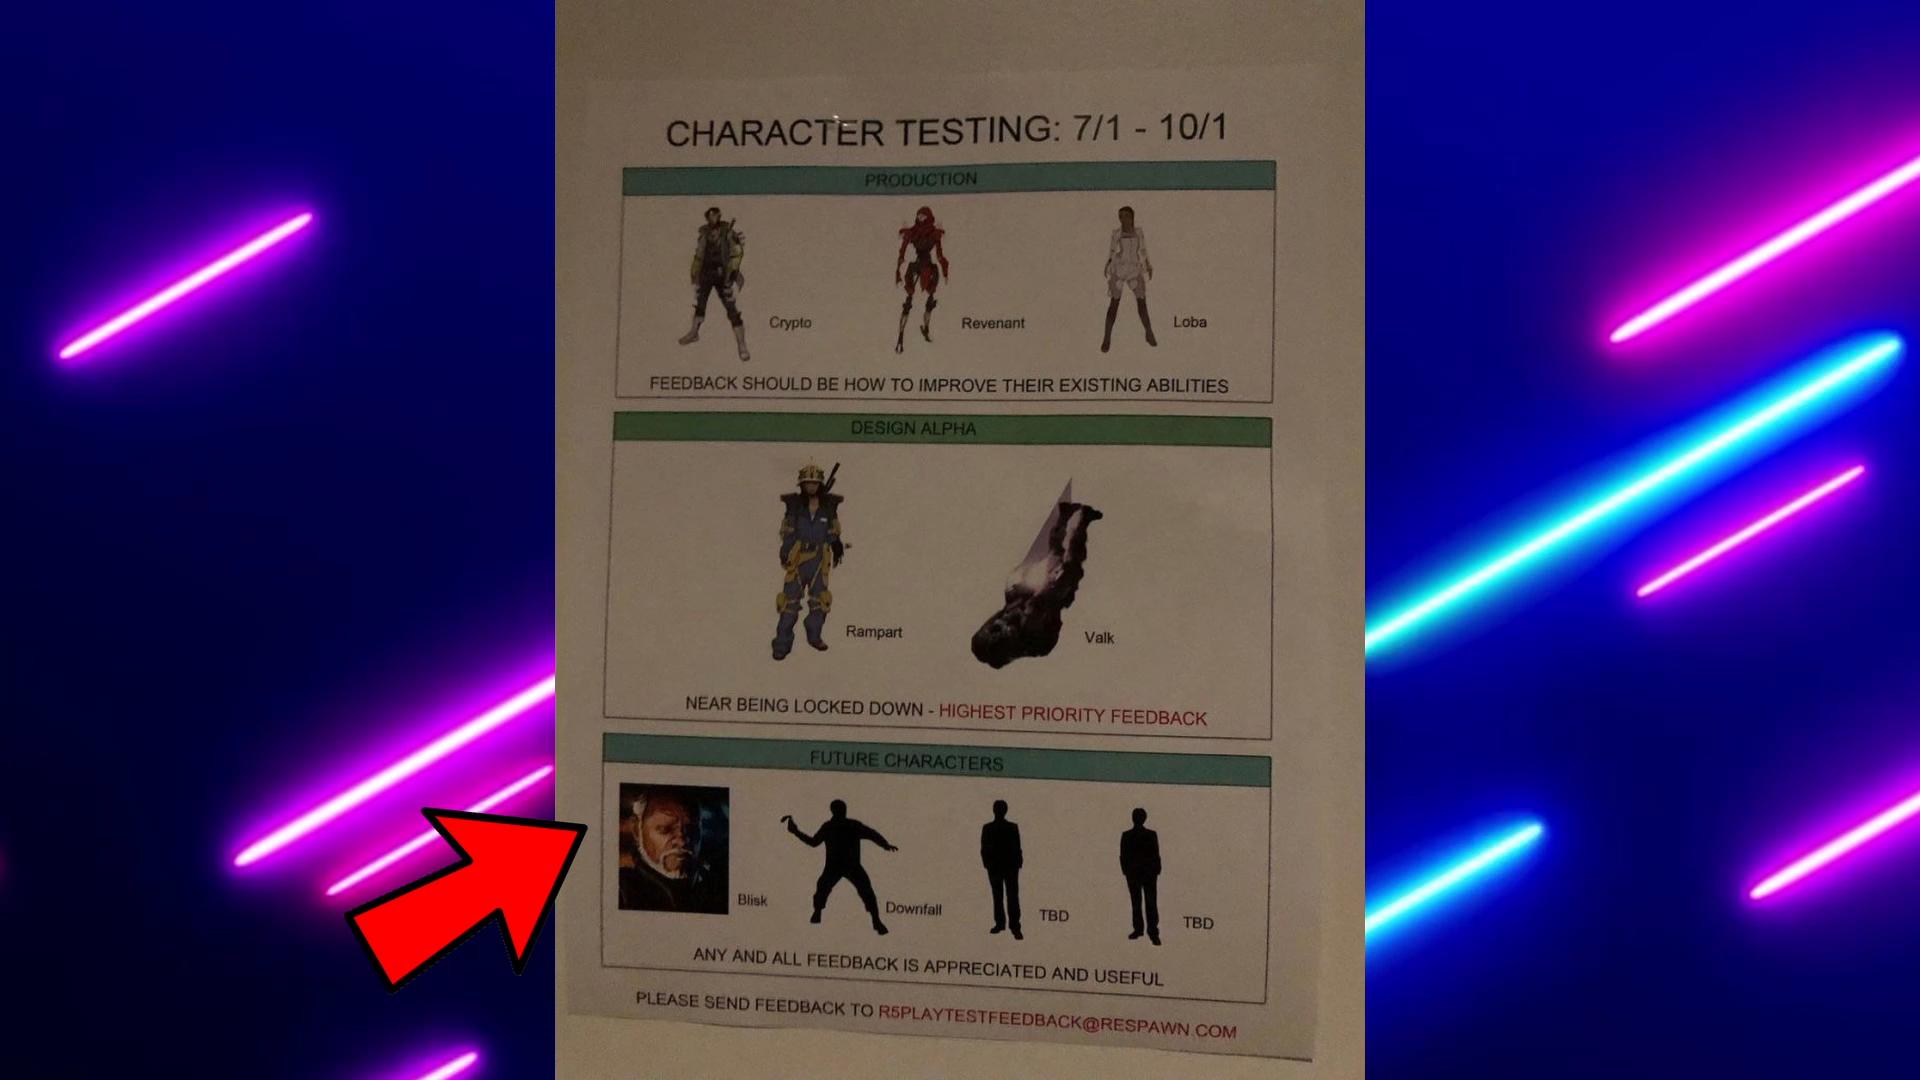 CHARACTER TESTING: 7/1 - 10/1
PRODUCTION
Crypto
Revenant
Loba
FEEDBACK SHOULD BE HOW TO IMPROVE THEIR EXISTING ABILITIES
DESIGN ALPHA
Rampart
Valk
NEAR BEING LOCKED DOWN - HIGHEST PRIORITY FEEDBACK
FUTURE CHARACTERS
Blisk
Downfall
TBD
TBD
ANY AND ALL FEEDBACK IS APPRECIATED AND USEFUL
PLEASE SEND FEEDBACK TO R5PLAYTESTFEEDBACK@RESPAWN.COM